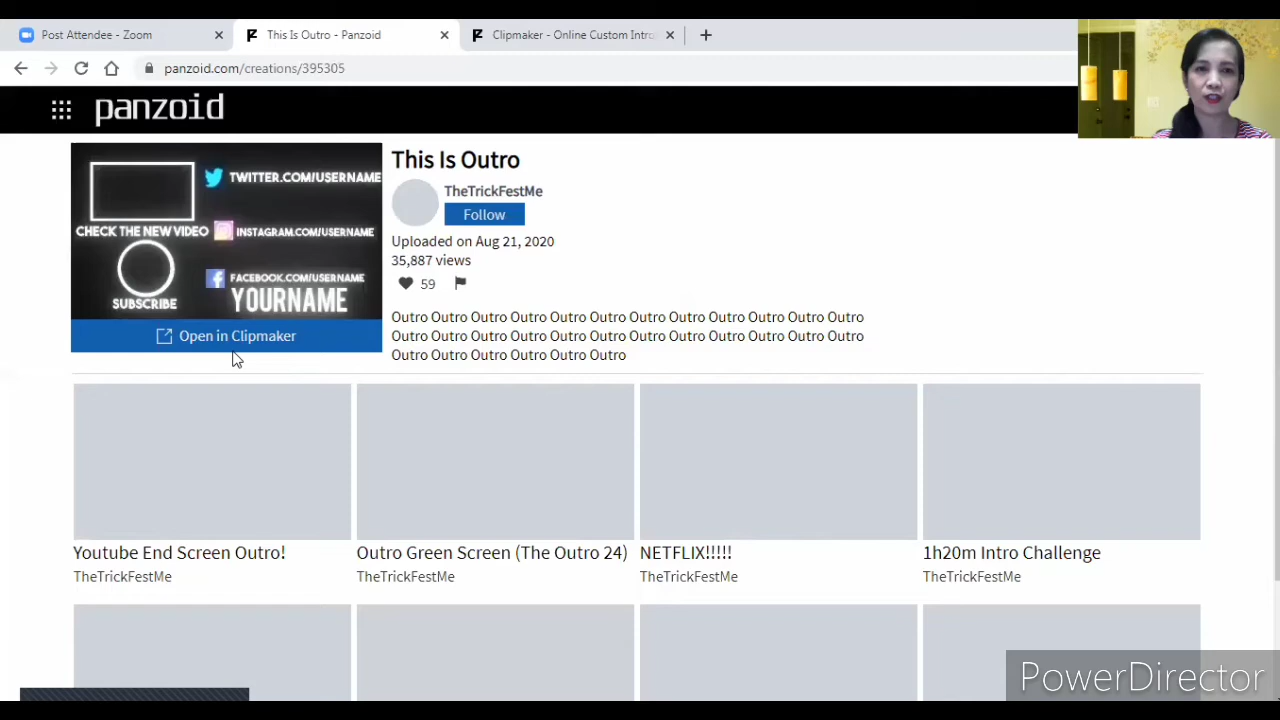 Post Attendee - Zoom
This Is Outro - Panzoid
Clipmaker - Online Custom Intro
panzoid.com/creations/395305
panzoid
TWITTER.COM/USERNAME
CHECK THE NEW VIDEO
INSTAGRAM.COM/USERNAME
FACEBOOK.COM/USERNAME
SUBSCRIBE
YOURNAME
Open in Clipmaker
This Is Outro
TheTrickFestMe
Follow
Uploaded on Aug 21, 2020
35,887 views
59
Outro Outro Outro Outro Outro Outro Outro Outro Outro Outro Outro Outro
Outro Outro Outro Outro Outro Outro Outro Outro Outro Outro Outro Outro
Outro Outro Outro Outro Outro Outro
Youtube End Screen Outro!
TheTrickFestMe
Outro Green Screen (The Outro 24)
TheTrickFestMe
NETFLIX!!!!!
TheTrickFestMe
1h20m Intro Challenge
TheTrickFestMe
PowerDirector